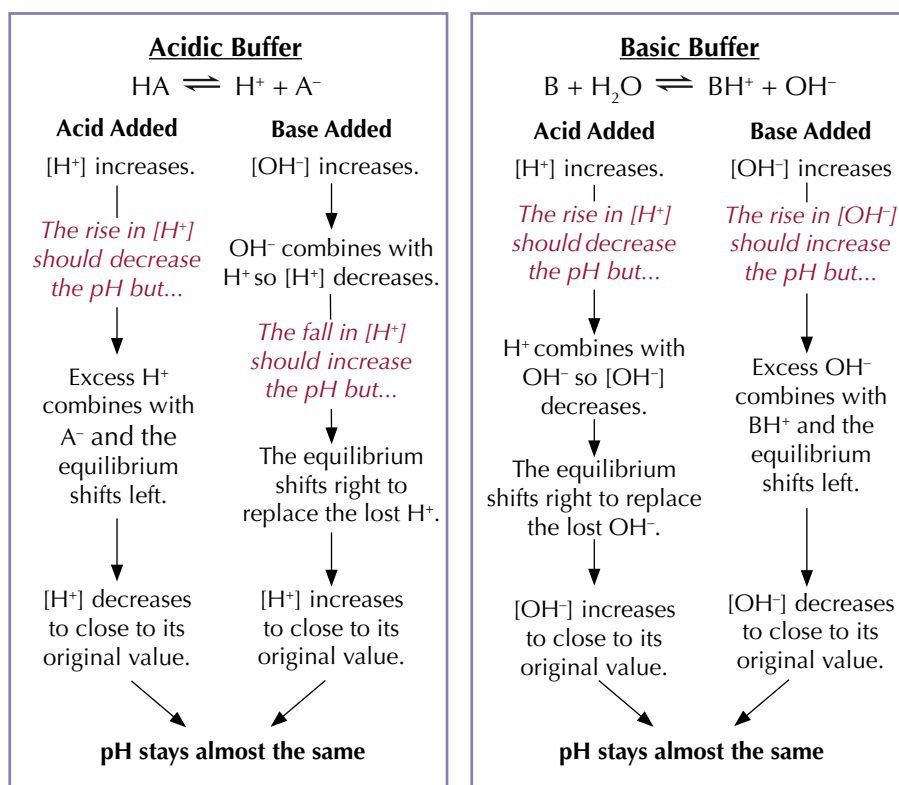 Acidic Buffer
HA ⇌ H⁺ + A⁻
Acid Added
[H⁺] increases.
The rise in [H⁺]
should decrease
the pH but...
Excess H⁺
combines with
A⁻ and the
equilibrium
shifts left.
[H⁺] decreases
to close to its
original value.
Base Added
[OH⁻] increases.
OH⁻ combines with
H⁺ so [H⁺] decreases.
The fall in [H⁺]
should increase
the pH but...
The equilibrium
shifts right to
replace the lost H⁺.
[H⁺] increases
to close to its
original value.
pH stays almost the same
Basic Buffer
B + H₂O ⇌ BH⁺ + OH⁻
Acid Added
[H⁺] increases.
The rise in [H⁺]
should decrease
the pH but...
H⁺ combines with
OH⁻ so [OH⁻]
decreases.
The equilibrium
shifts right to replace
the lost OH⁻.
[OH⁻] increases
to close to its
original value.
Base Added
[OH⁻] increases
The rise in [OH⁻]
should increase
the pH but...
Excess OH⁻
combines with
BH⁺ and the
equilibrium
shifts left.
[OH⁻] decreases
to close to its
original value.
pH stays almost the same